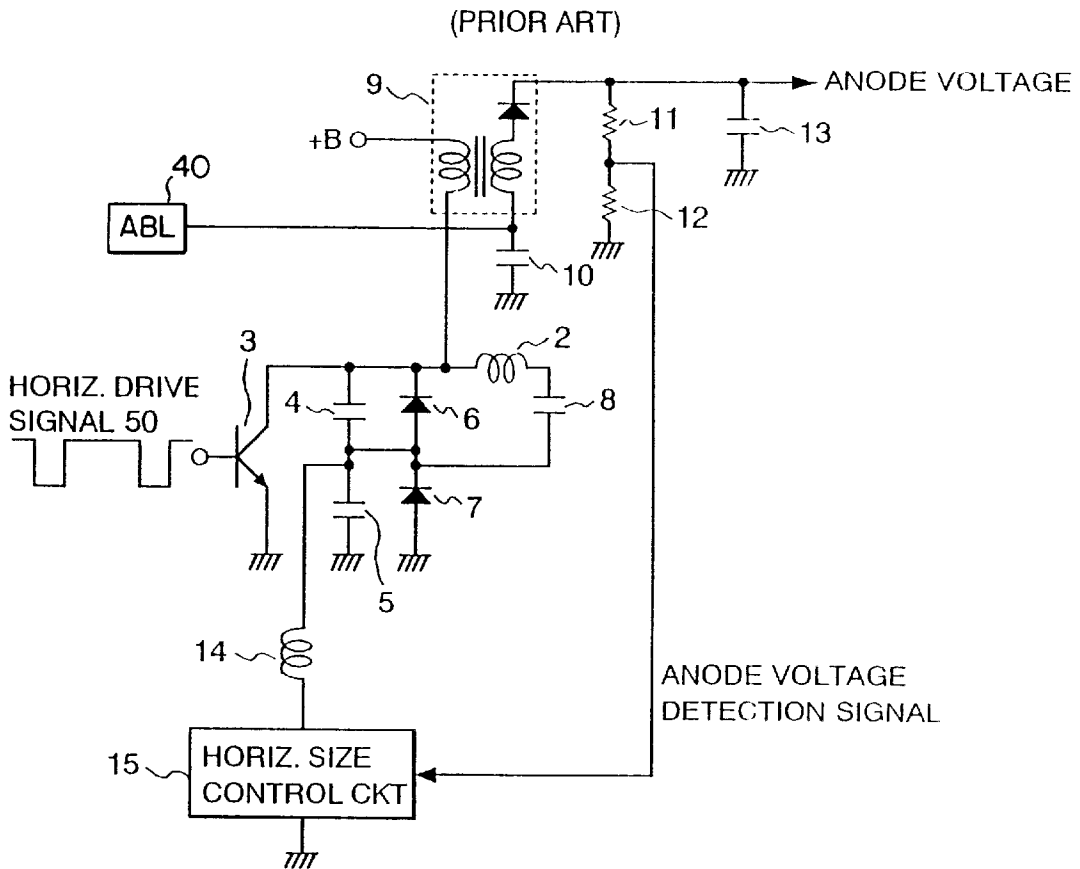 (PRIOR ART)
9
ANODE VOLTAGE
11
13
+B
40
ABL
12
10
2
3
HORIZ. DRIVE
SIGNAL 50
4
6
8
7
5
14
ANODE VOLTAGE
DETECTION SIGNAL
15
HORIZ. SIZE
CONTROL CKT